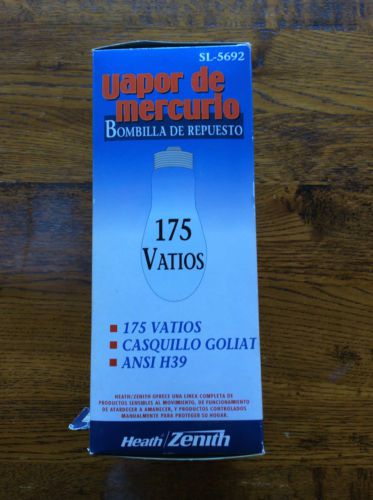 SL-5692
Vapor de
mercurio
BOMBILLA DE REPUESTO
175
VATIOS
175 VATIOS
CASQUILLO GOLIAT
ANSI H39
HEATH/ZENITH OFRECE UNA LINEA COMPLETA DE
PRODUCTOS SENSIBLES AL MOVIMIENTO, DE FUNCIONAMIENTO
DE ATARDECER A AMANECER, Y PRODUCTOS CONTROLADOS
MANUALMENTE PARA PROTEGER SU HOGAR.
Heath/Zenith